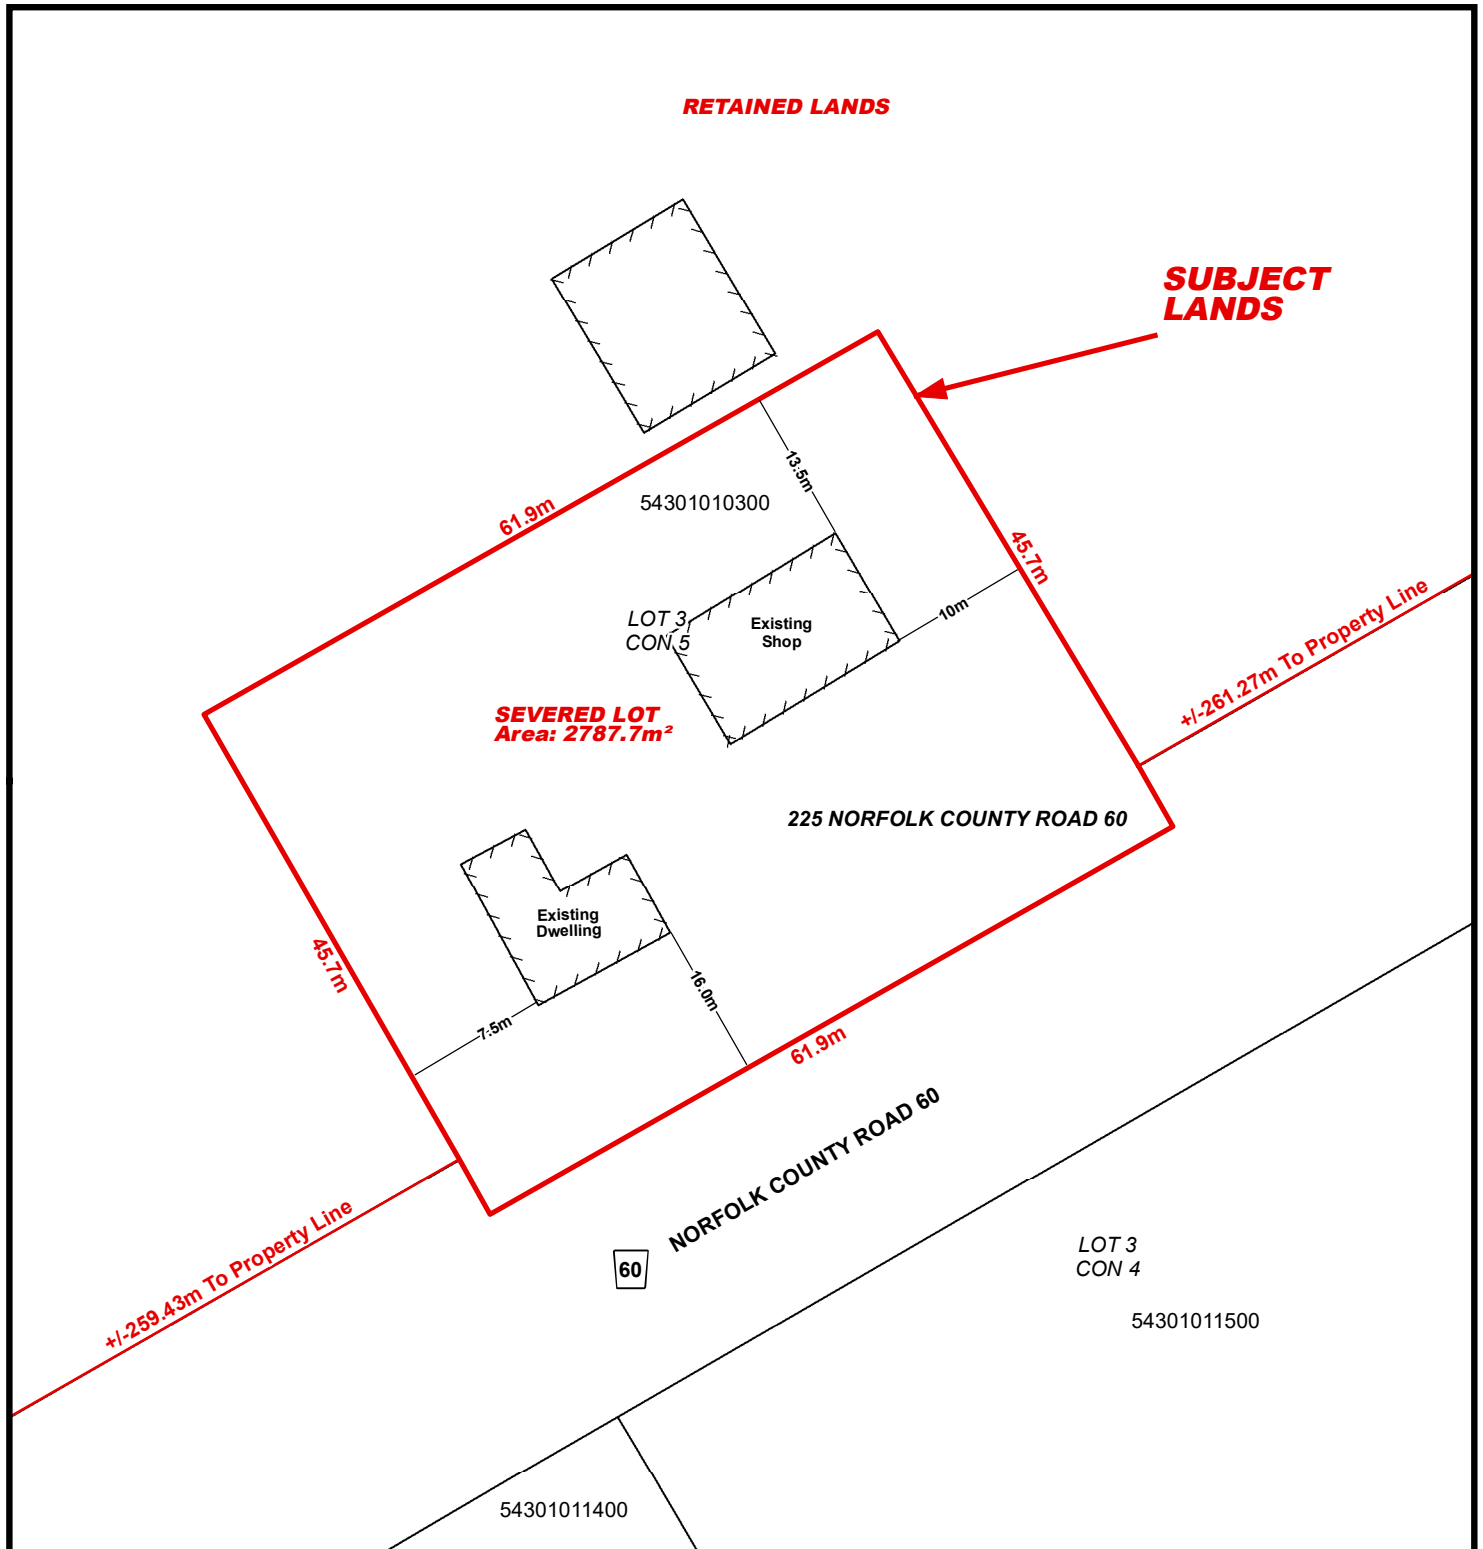 RETAINED LANDS
SUBJECT
LANDS
13.5m
54301010300
61.9m
45.7m
LOT 3
CON 5
Existing
Shop
10m
+/-261.27m To Property Line
SEVERED LOT
Area: 2787.7m²
225 NORFOLK COUNTY ROAD 60
Existing
Dwelling
45.7m
16.0m
7.5m
61.9m
NORFOLK COUNTY ROAD 60
60
+/-259.43m To Property Line
LOT 3
CON 4
54301011500
54301011400